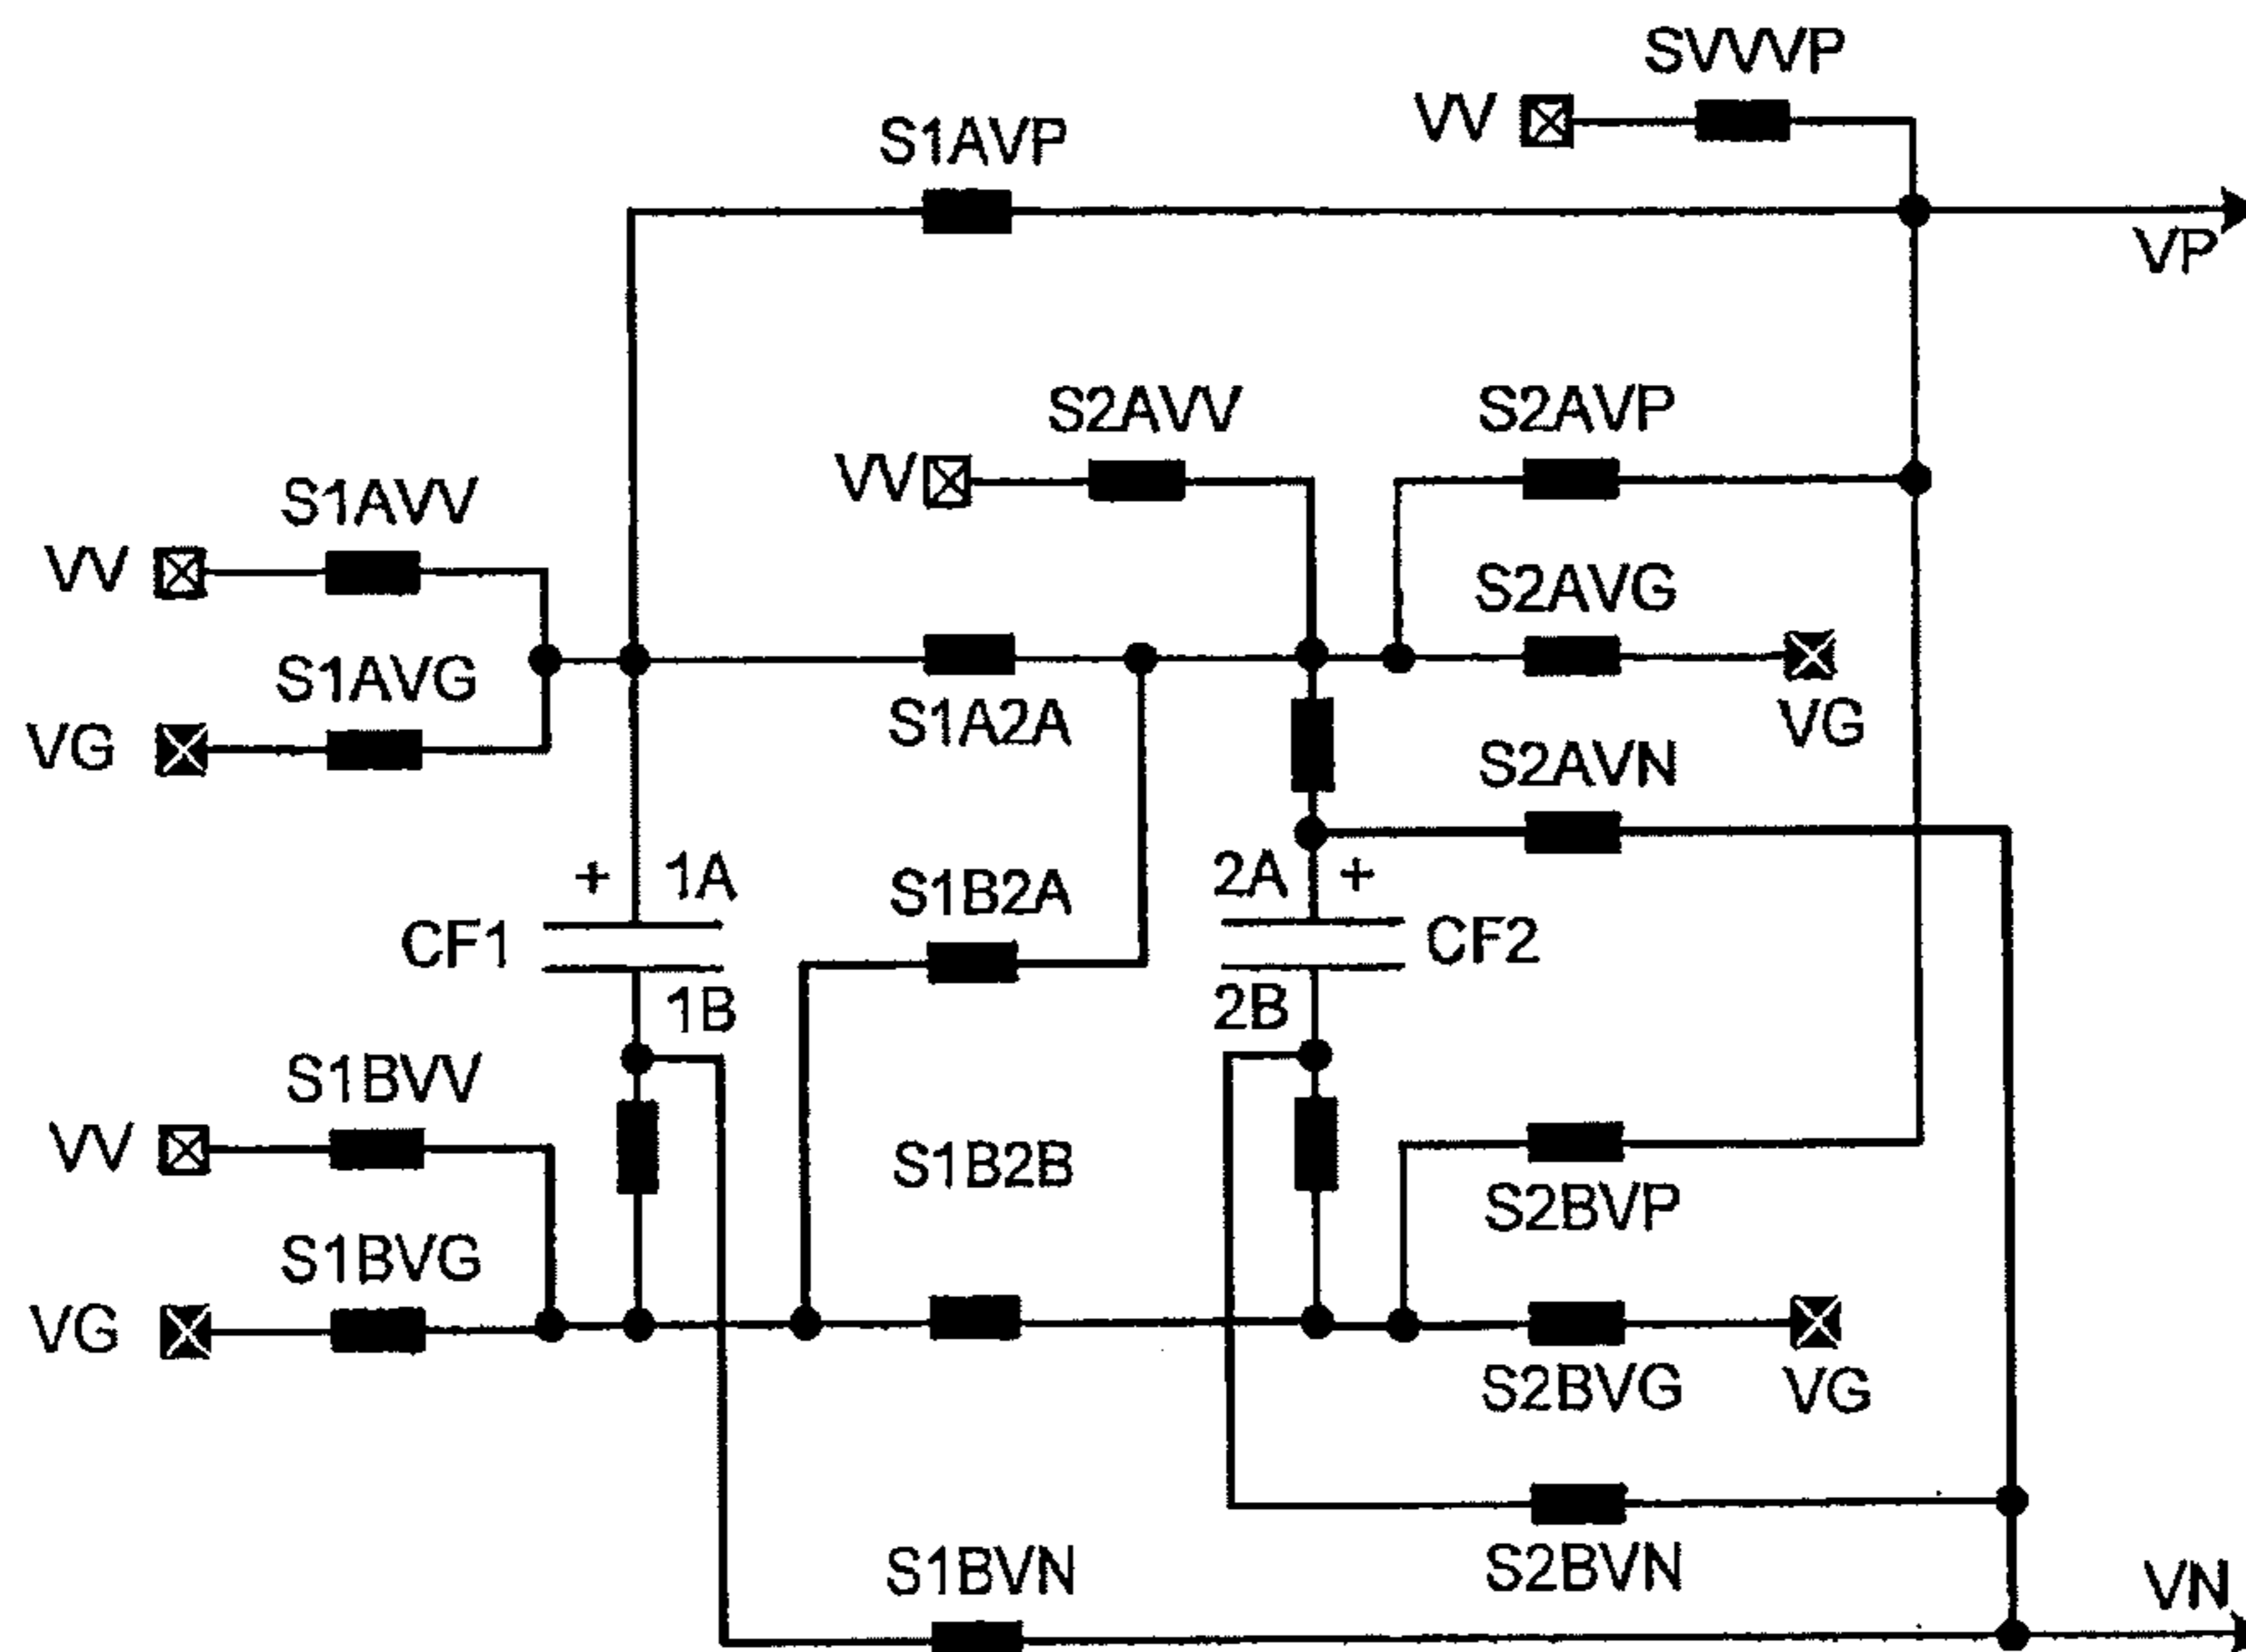 SVVVP
VV
S1AVP
VP
S2AVV
S2AVP
VV
S1AVV
VV
S2AVG
S1AVG
VG
S1A2A
VG
S2AVN
+ 1A
2A +
S1B2A
CF1
CF2
1B
2B
S1BVV
VV
S1B2B
S2BVP
S1BVG
VG
S2BVG
VG
S1BVN
S2BVN
VN